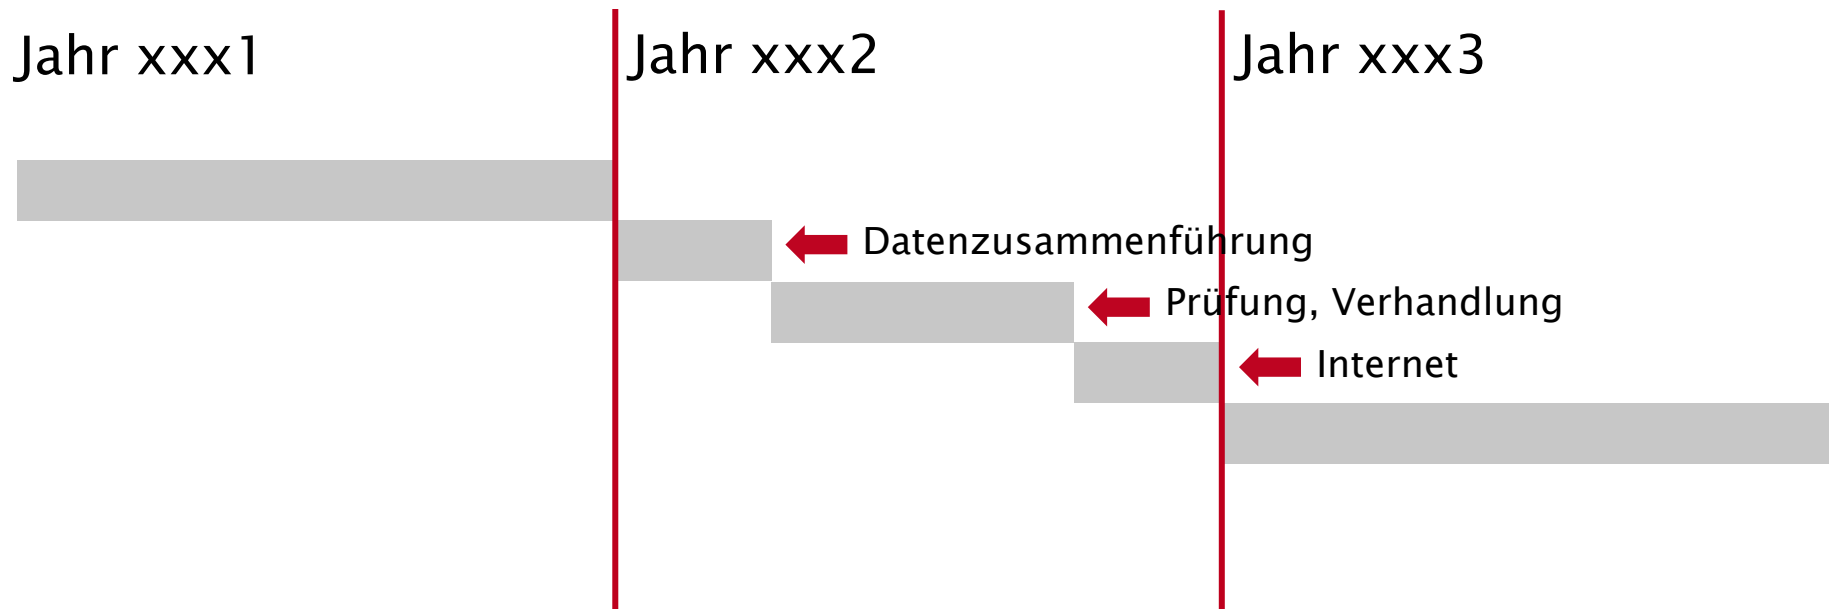 Jahr xxx1
Jahr xxx2
Jahr xxx3
Datenzusammenführung
Prüfung, Verhandlung
Internet